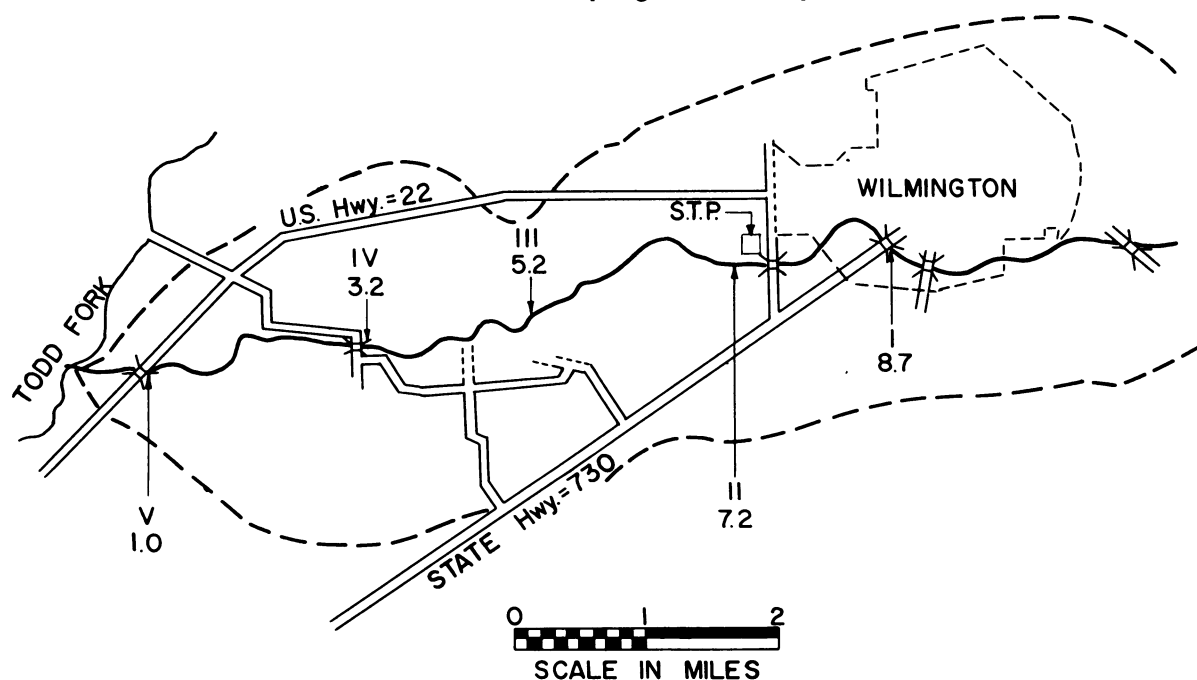 WILMINGTON
U.S. Hwy.=22
S.T.P.
III
5.2
IV
3.2
TODD FORK
I
8.7
II
7.2
V
1.0
STATE Hwy.=730
0 1 2
SCALE IN MILES